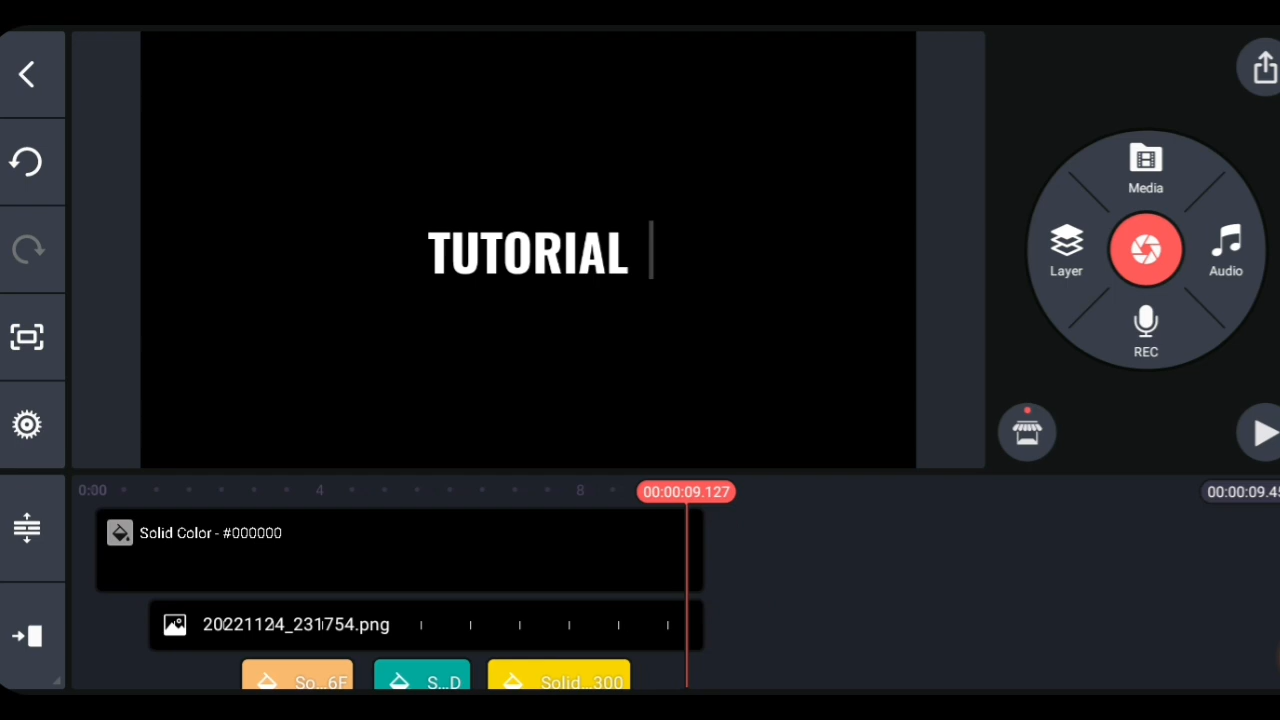 Media
TUTORIAL
Layer
Audio
REC
0:00
4
8
00:00:09.127
00:00:09.45
Solid Color - #000000
20221124_231754.png
So...6F
S...D
Solid...300